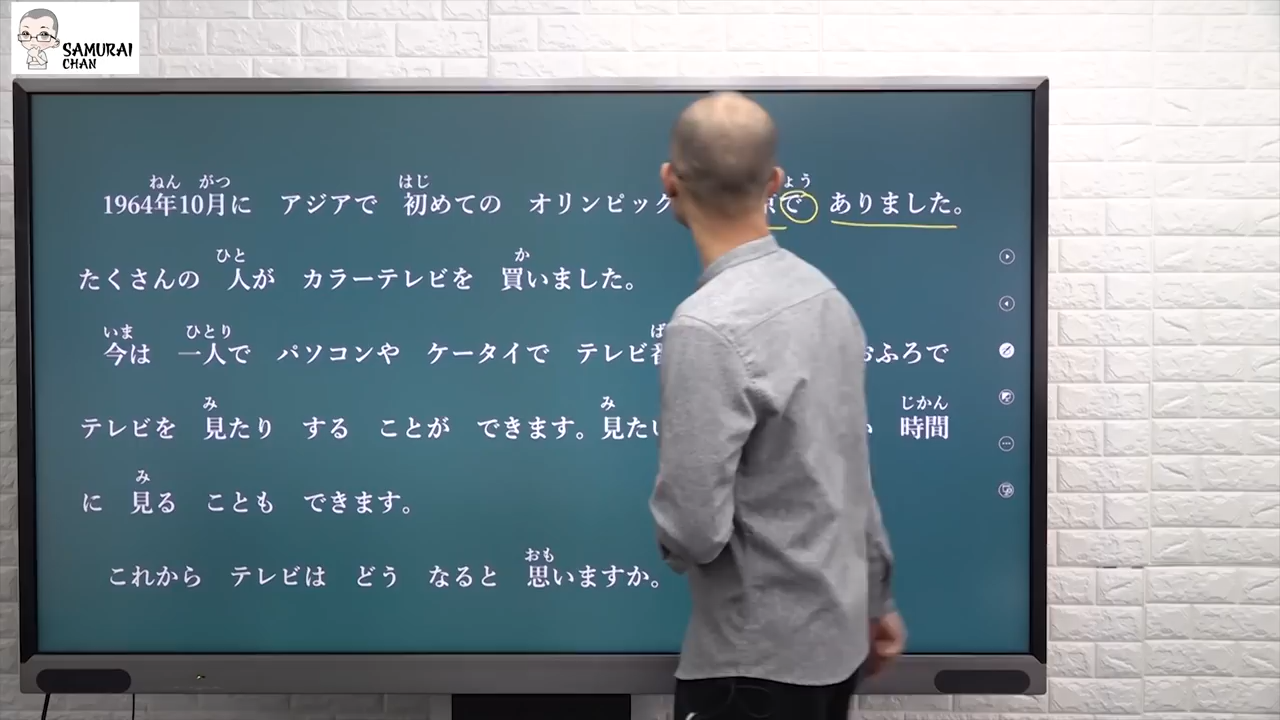 SAMURAI
CHAN
ねん がつ はじ ょう
1964年10月に アジアで 初めての オリンピック 京で ありました。
ひと か
たくさんの 人が カラーテレビを 買いました。
いま ひとり ば
今は 一人で パソコンや ケータイで テレビ番 おふろで
み み じかん
テレビを 見たり する ことが できます。見たい 時間
み
に 見る ことも できます。
おも
これから テレビは どう なると 思いますか。